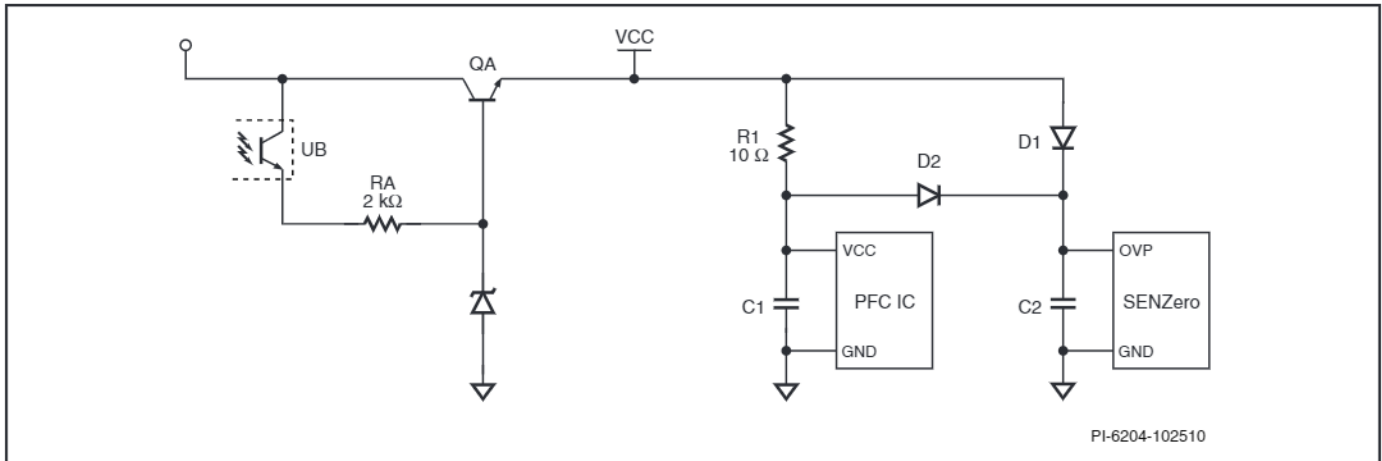 VCC
QA
UB
RA
2 kΩ
R1
10 Ω
D2
D1
VCC
PFC IC
GND
C1
OVP
SENZero
GND
C2
PI-6204-102510